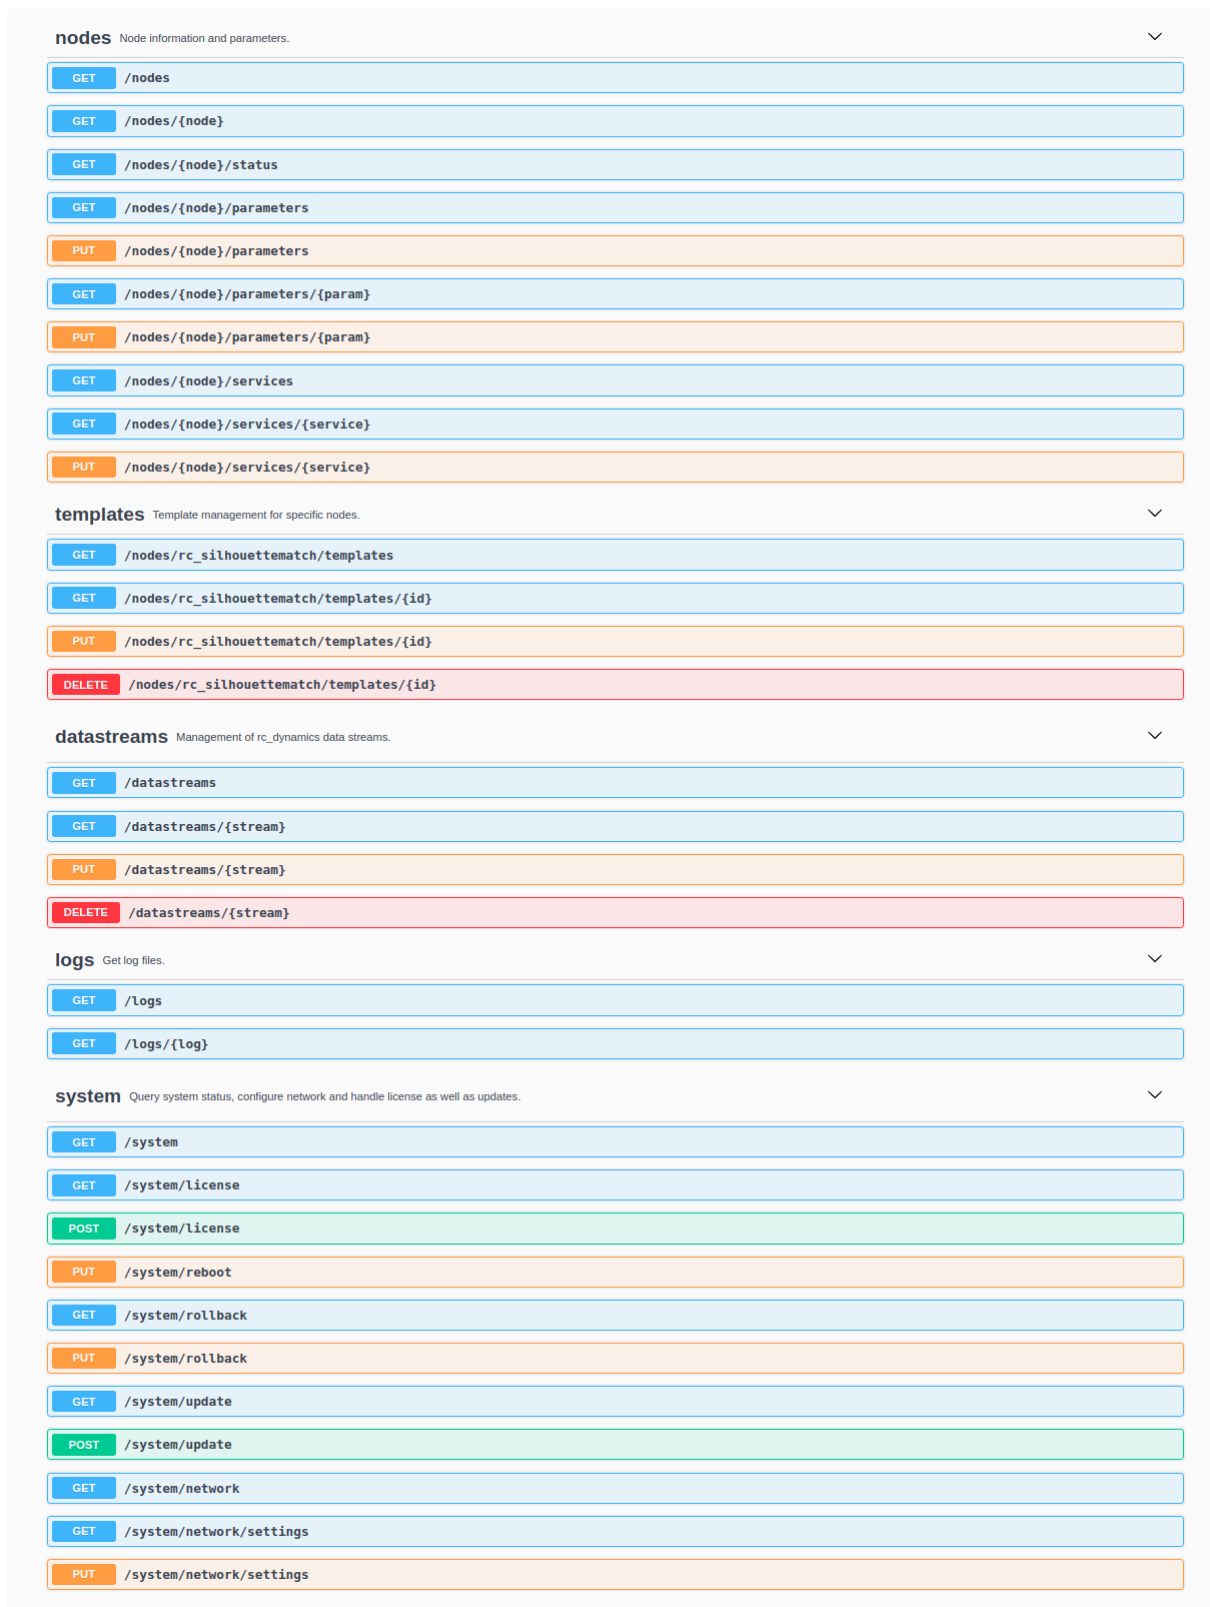 nodes Node information and parameters.
GET /nodes
GET /nodes/{node}
GET /nodes/{node}/status
GET /nodes/{node}/parameters
PUT /nodes/{node}/parameters
GET /nodes/{node}/parameters/{param}
PUT /nodes/{node}/parameters/{param}
GET /nodes/{node}/services
GET /nodes/{node}/services/{service}
PUT /nodes/{node}/services/{service}
templates Template management for specific nodes.
GET /nodes/rc_silhouettematch/templates
GET /nodes/rc_silhouettematch/templates/{id}
PUT /nodes/rc_silhouettematch/templates/{id}
DELETE /nodes/rc_silhouettematch/templates/{id}
datastreams Management of rc_dynamics data streams.
GET /datastreams
GET /datastreams/{stream}
PUT /datastreams/{stream}
DELETE /datastreams/{stream}
logs Get log files.
GET /logs
GET /logs/{log}
system Query system status, configure network and handle license as well as updates.
GET /system
GET /system/license
POST /system/license
PUT /system/reboot
GET /system/rollback
PUT /system/rollback
GET /system/update
POST /system/update
GET /system/network
GET /system/network/settings
PUT /system/network/settings